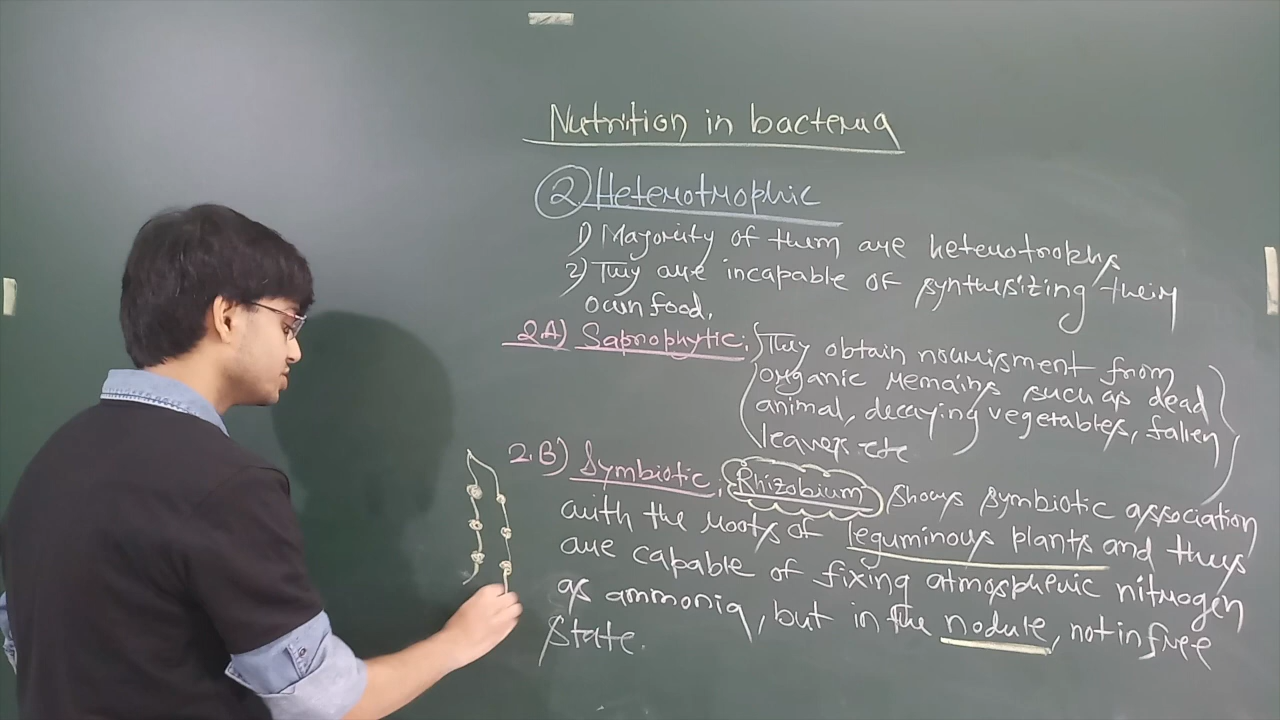 Nutrition in bacteria
2 Heterotrophic
1) Majority of them are heterotrophs
2) They are incapable of synthesizing their
own food.
2A) Saprophytic: They obtain nourisment from
organic remains such as dead
animal, decaying vegetables, fallen
leaves etc
2.B) Symbiotic: Rhizobium shows symbiotic association
with the roots of leguminous plants and thus
are capable of fixing atmospheric nitrogen
as ammonia, but in the nodule, not in free
state.